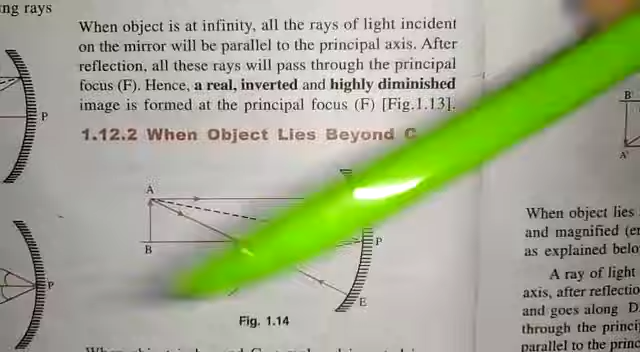 ng rays
When object is at infinity, all the rays of light incident
on the mirror will be parallel to the principal axis. After
reflection, all these rays will pass through the principal
focus (F). Hence, a real, inverted and highly diminished
image is formed at the principal focus (F) [Fig.1.13].
P
1.12.2 When Object Lies Beyond C
A
B
P
E
Fig. 1.14
P
B'
A'
When object lies
and magnified
as explained
A ray of light
axis, after
and goes along D
through the
parallel to the